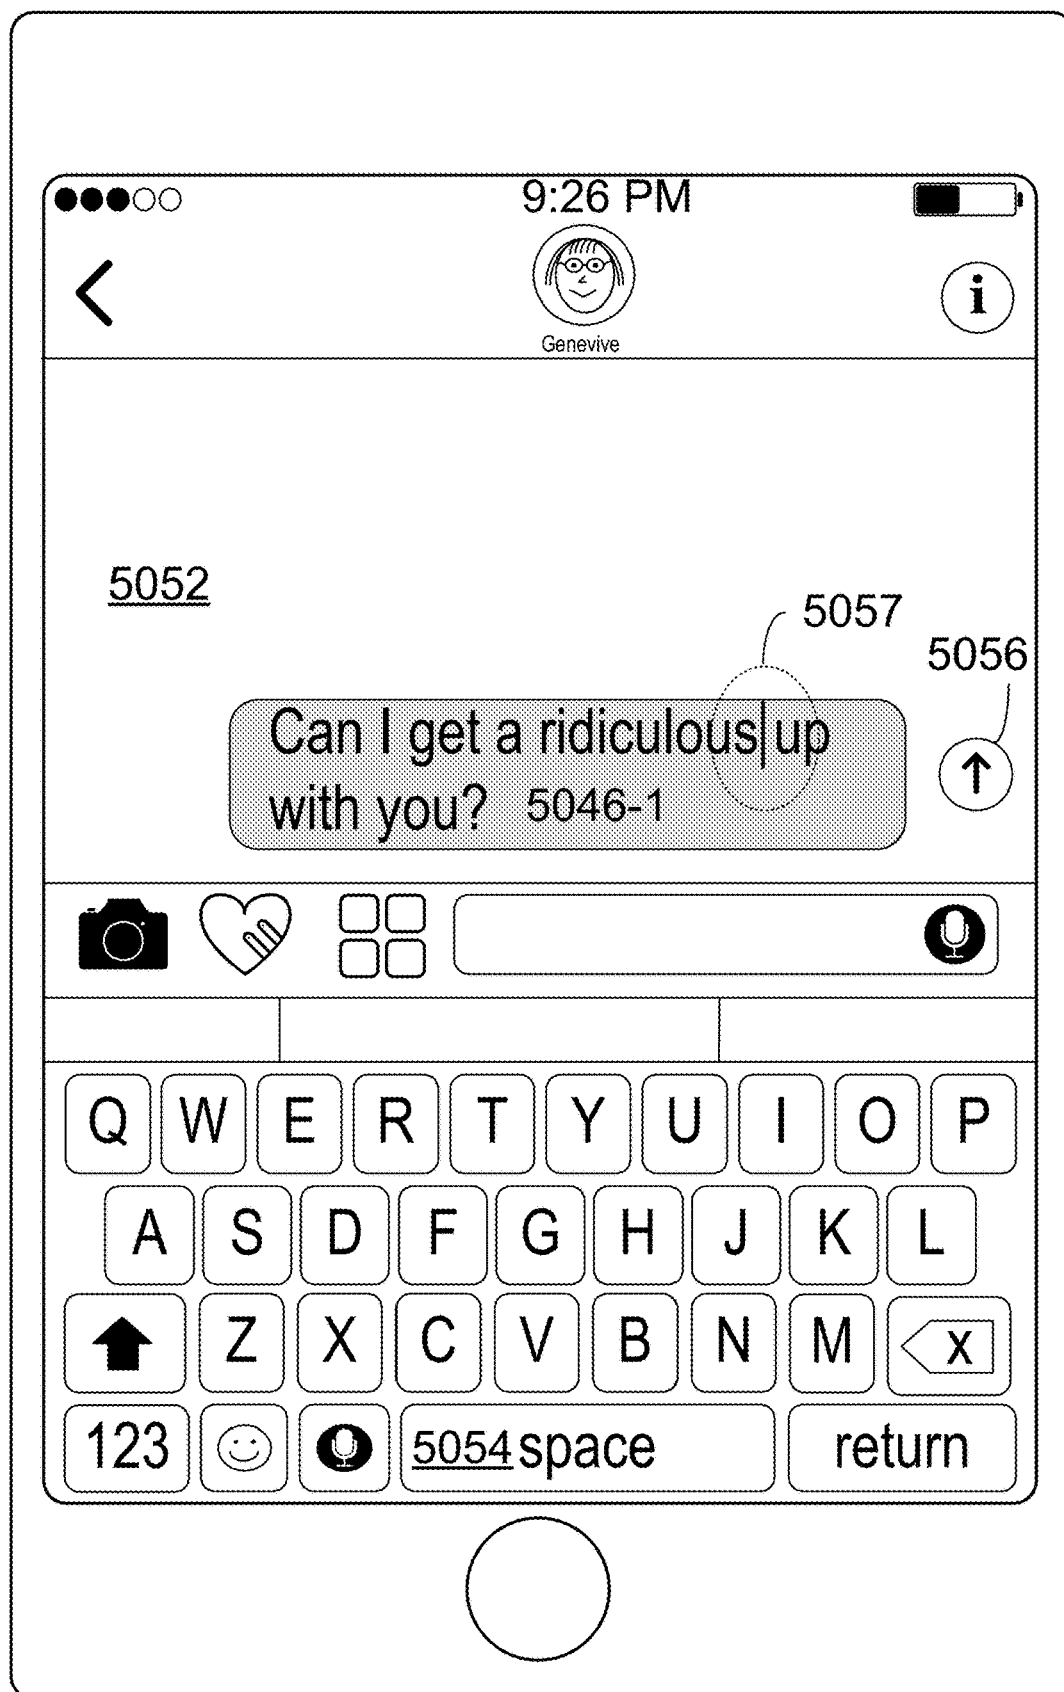 9:26 PM
i
Genevive
5052
5057
5056
Can I get a ridiculous up
with you? 5046-1
Q W E R T Y U I O P
A S D F G H J K L
Z X C V B N M X
123 5054 space return